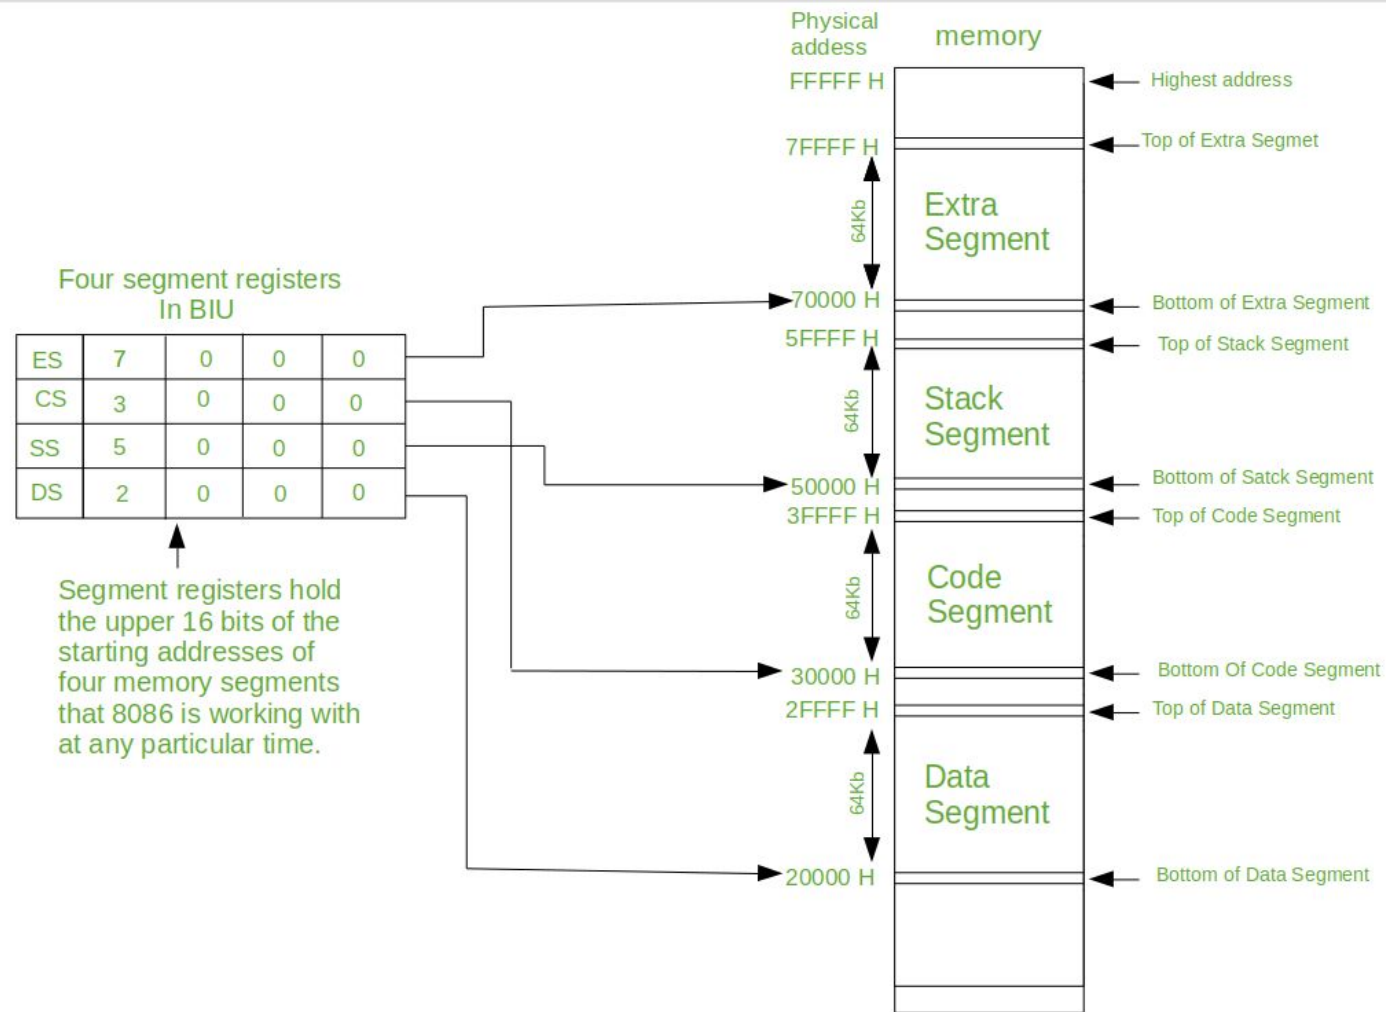 Physical
addess
memory
FFFFF H
Highest address
7FFFF H
Top of Extra Segmet
64Kb
Extra
Segment
Four segment registers
In BIU
70000 H
Bottom of Extra Segment
5FFFF H
Top of Stack Segment
ES 7 0 0 0
CS 3 0 0 0
SS 5 0 0 0
DS 2 0 0 0
64Kb
Stack
Segment
50000 H
Bottom of Satck Segment
3FFFF H
Top of Code Segment
Segment registers hold
the upper 16 bits of the
starting addresses of
four memory segments
that 8086 is working with
at any particular time.
64Kb
Code
Segment
30000 H
Bottom Of Code Segment
2FFFF H
Top of Data Segment
64Kb
Data
Segment
20000 H
Bottom of Data Segment